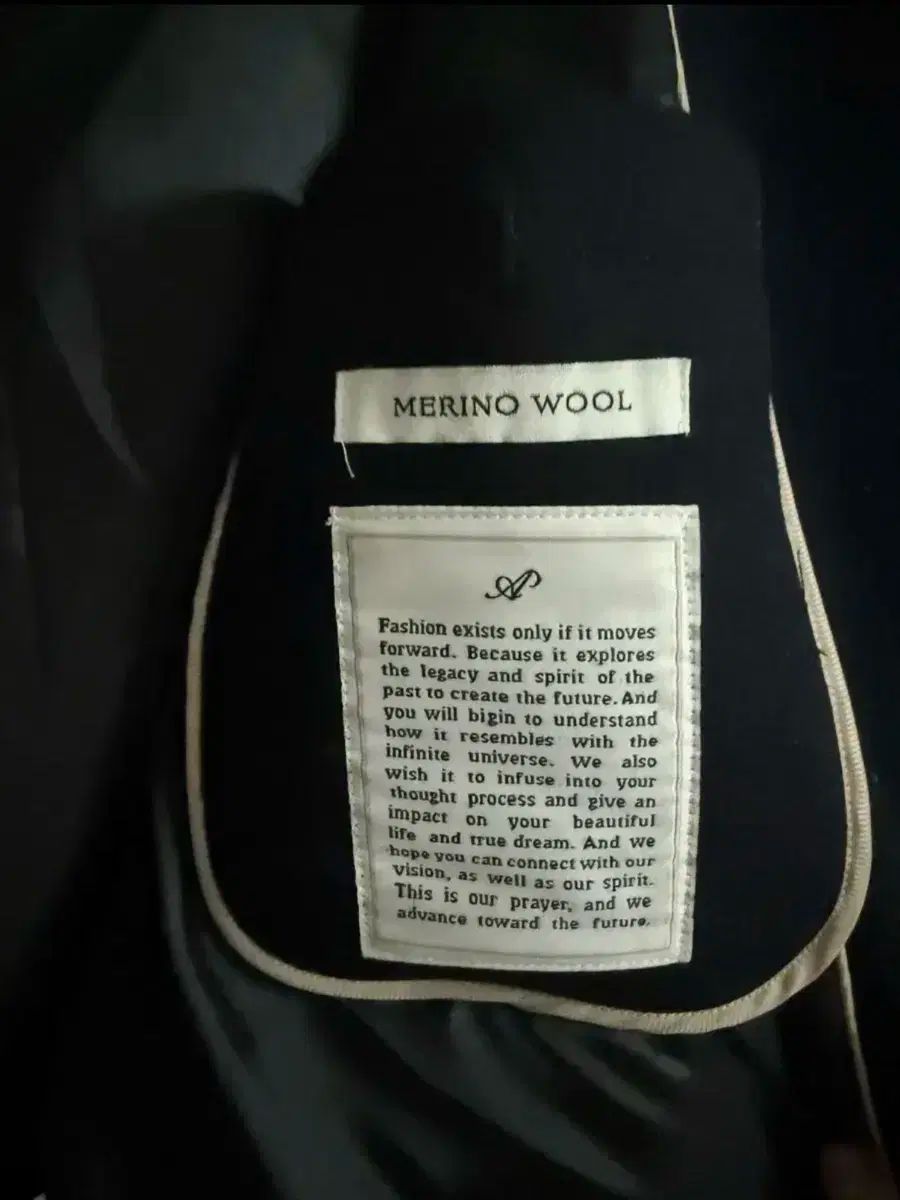 MERINO WOOL
AP
Fashion exists only if it moves
forward. Because it explores
the legacy and spirit of the
past to create the future. And
you will bigin to understand
how it resembles with the
infinite universe. We also
wish it to infuse into your
thought process and give an
impact on your beautiful
life and true dream. And we
hope you can connect with our
vision, as well as our spirit.
This is our prayer, and we
advance toward the future.